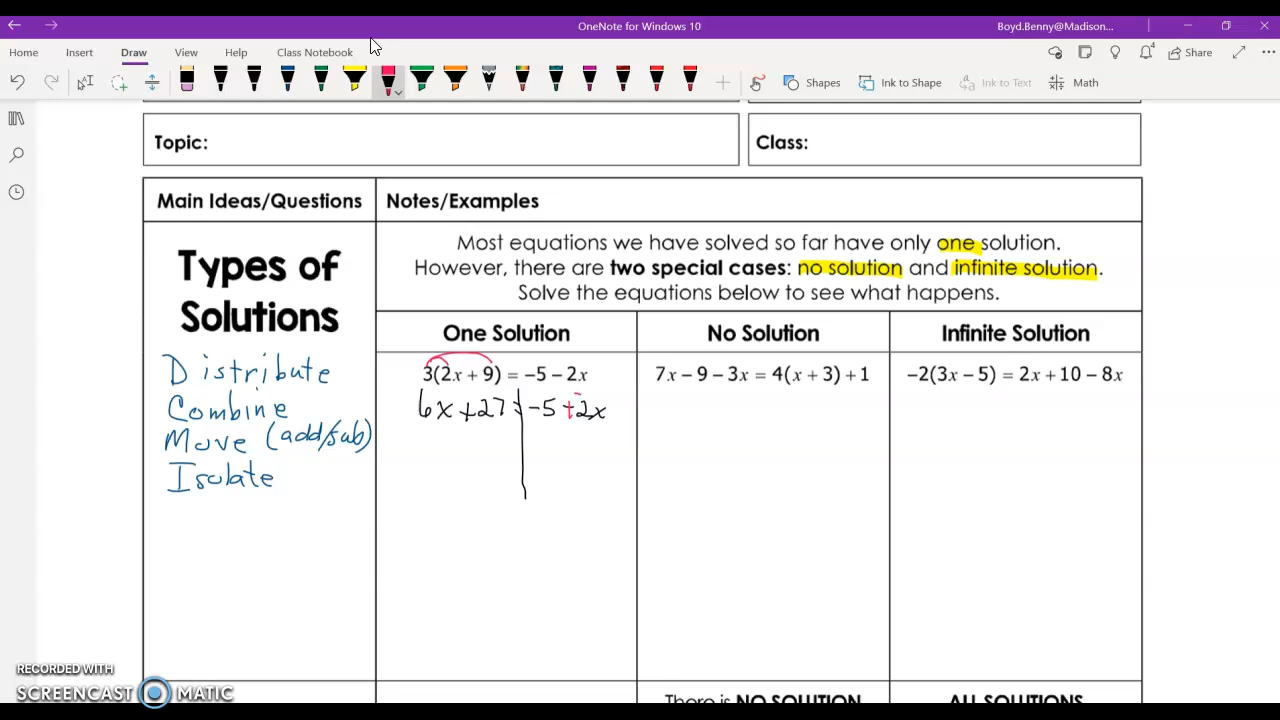 OneNote for Windows 10
Boyd.Benny@Madison...
Home Insert Draw View Help Class Notebook
Share
Shapes Ink to Shape Ink to Text Math
Topic:
Class:
Main Ideas/Questions
Notes/Examples
Types of
Solutions
Distribute
Combine
Move (add/sub)
Isolate
Most equations we have solved so far have only one solution.
However, there are two special cases: no solution and infinite solution.
Solve the equations below to see what happens.
One Solution
No Solution
Infinite Solution
3(2x + 9) = -5 - 2x
7x - 9 - 3x = 4(x + 3) + 1
-2(3x - 5) = 2x + 10 - 8x
6x + 27 = -5 + -2x
There is NO SOLUTION
ALL SOLUTIONS
RECORDED WITH
SCREENCAST MATIC